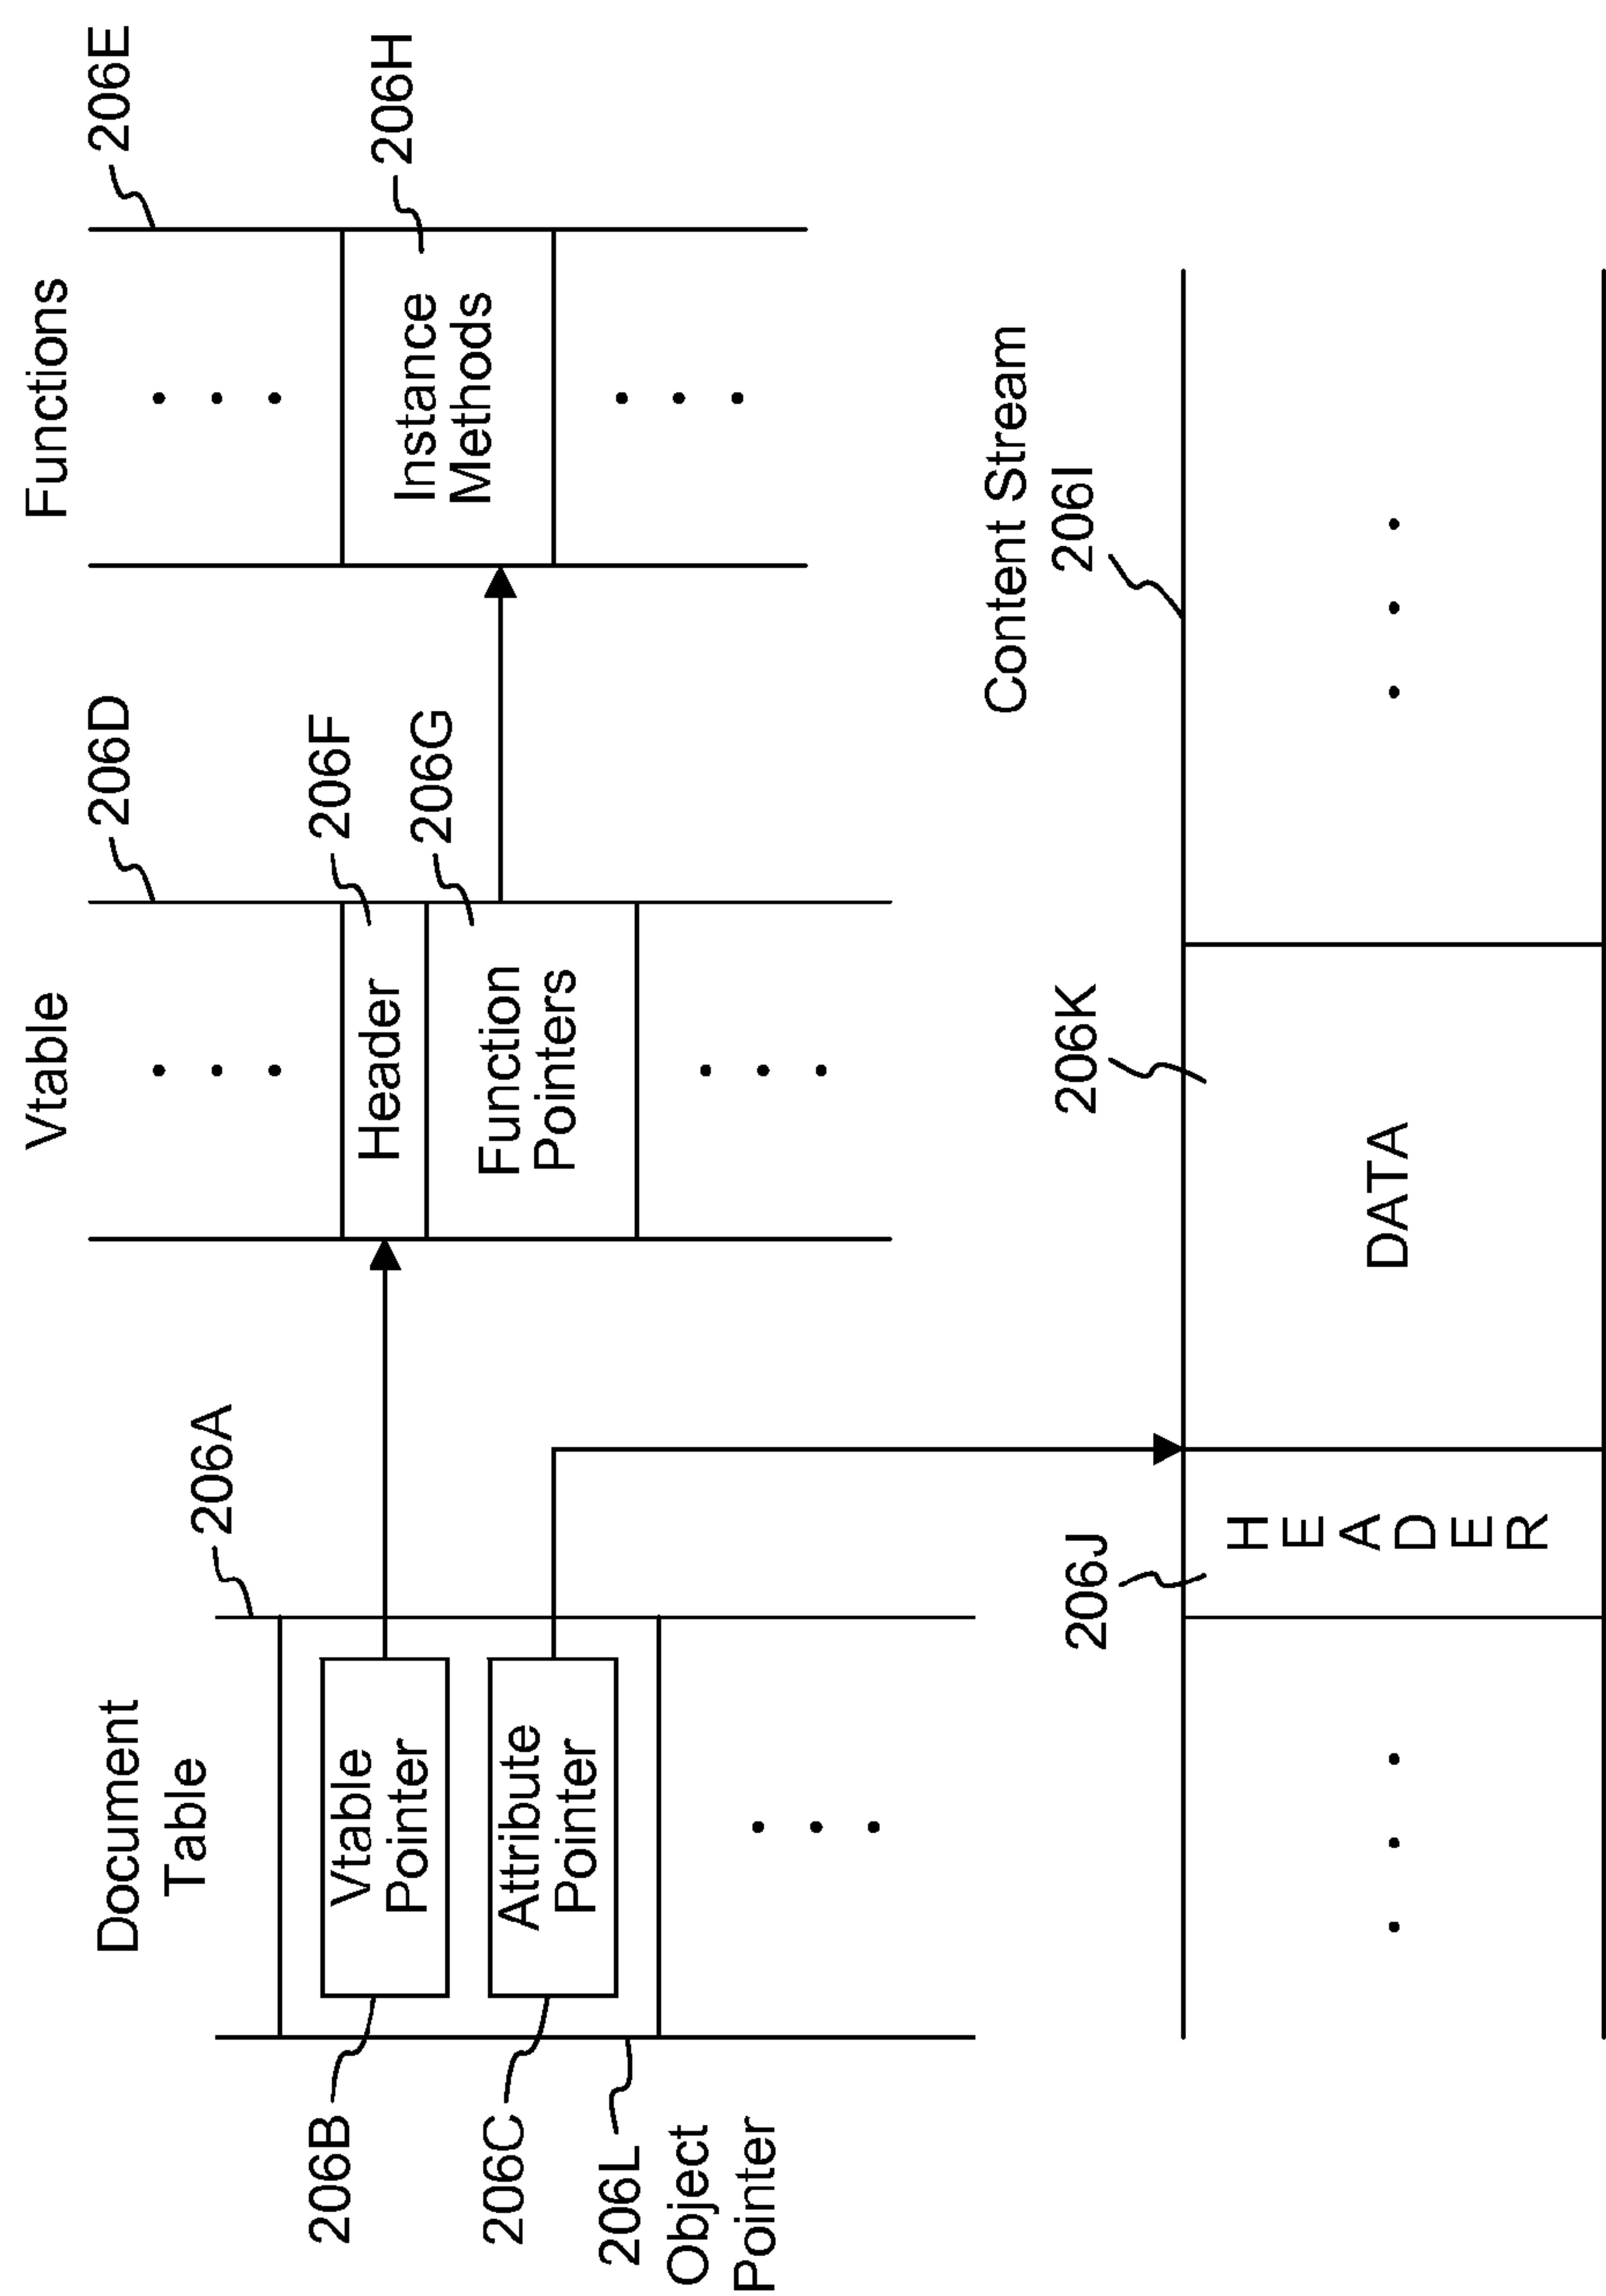 Document
Table
206A
Vtable
206D
Functions
206E
206B
Vtable
Pointer
Header
206F
Instance
Methods
206H
206C
Attribute
Pointer
Function
Pointers
206G
206L
Object
Pointer
Content Stream
206I
206J
206K
H
E
A
D
E
R
DATA